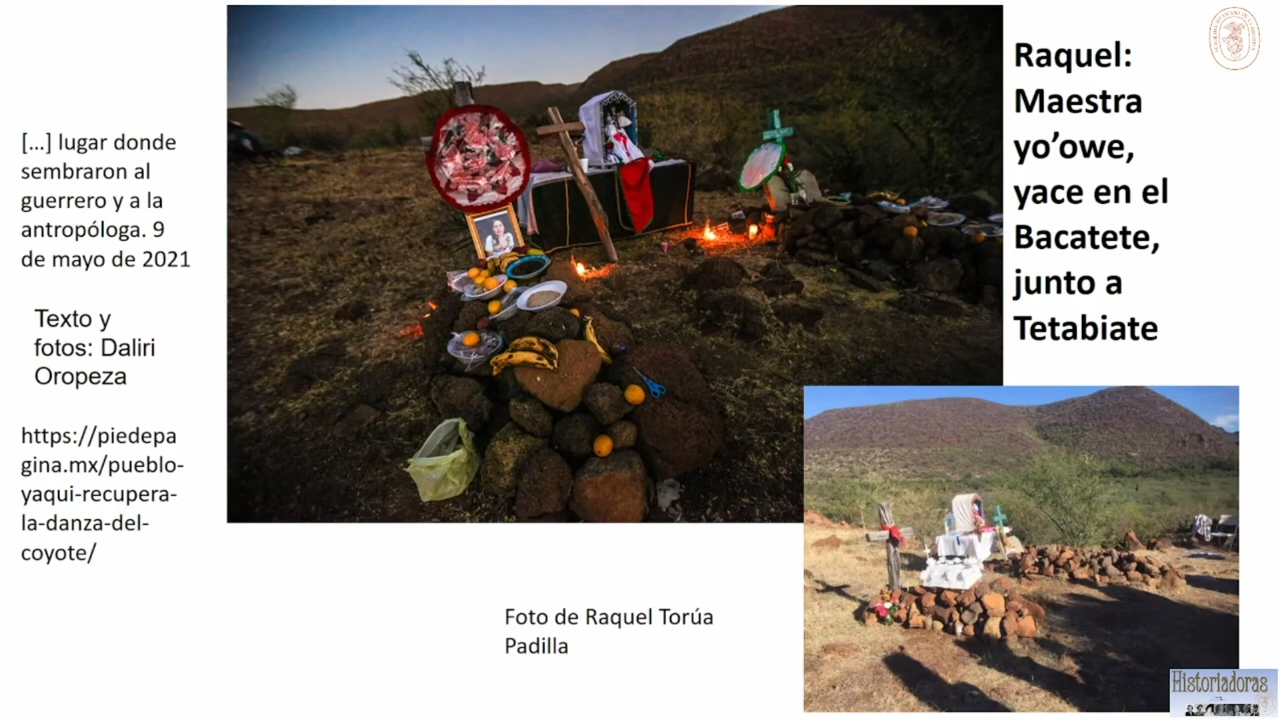 [...] lugar donde
sembraron al
guerrero y a la
antropóloga. 9
de mayo de 2021
Texto y
fotos: Daliri
Oropeza
https://piedepa
gina.mx/pueblo-
yaqui-recupera-
la-danza-del-
coyote/
Raquel:
Maestra
yo’owe,
yace en el
Bacatete,
junto a
Tetabiate
Foto de Raquel Torúa
Padilla
Historiadoras